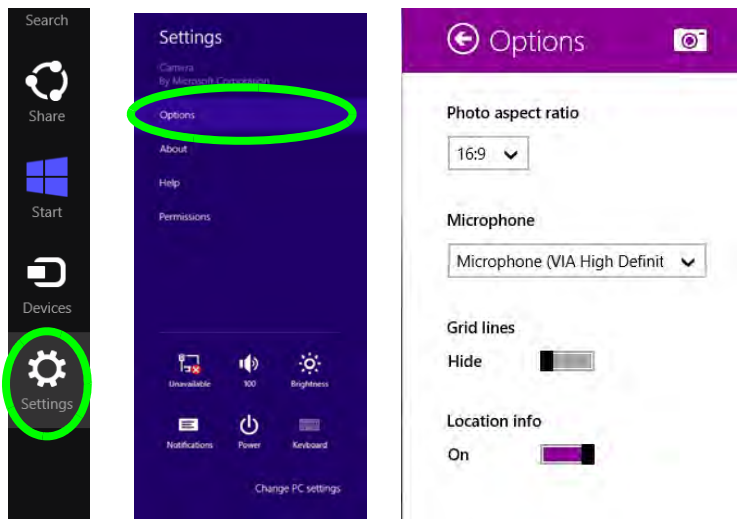 Search
Share
Start
Devices
Settings
Settings
Camera
By Microsoft Corporation
Options
About
Help
Permissions
Unavailable
100
Brightness
Notifications
Power
Keyboard
Change PC settings
Options
Photo aspect ratio
16:9
Microphone
Microphone (VIA High Definit
Grid lines
Hide
Location info
On